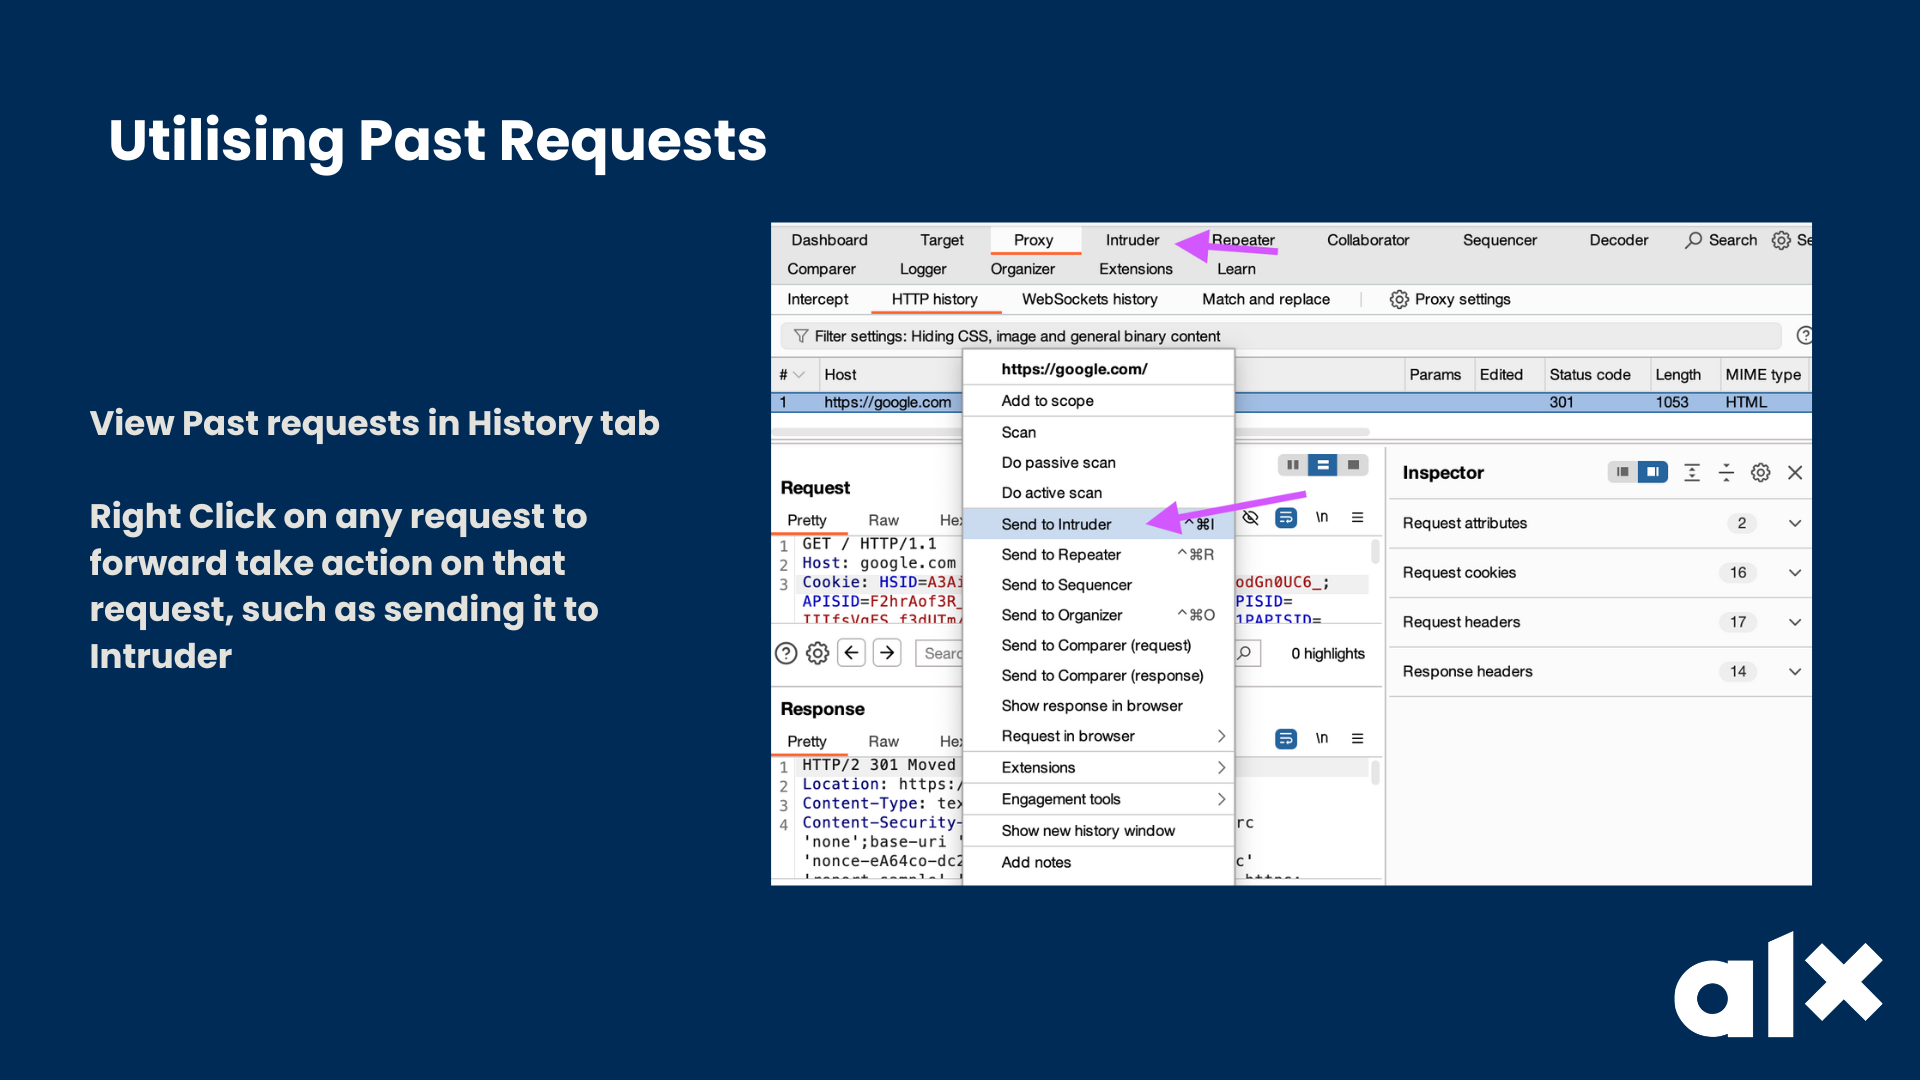 Utilising Past Requests
View Past requests in History tab
Right Click on any request to
forward take action on that
request, such as sending it to
Intruder
Dashboard Target Proxy Intruder Repeater Collaborator Sequencer Decoder Search Se
Comparer Logger Organizer Extensions Learn
Intercept HTTP history WebSockets history Match and replace Proxy settings
Filter settings: Hiding CSS, image and general binary content
# Host Params Edited Status code Length MIME type
1 https://google.com 301 1053 HTML
https://google.com/
Add to scope
Scan
Do passive scan
Do active scan
Send to Intruder ^⌘I
Send to Repeater ^⌘R
Send to Sequencer
Send to Organizer ^⌘O
Send to Comparer (request)
Send to Comparer (response)
Show response in browser
Request in browser
Extensions
Engagement tools
Show new history window
Add notes
Request
Pretty Raw Hex \n
1 GET / HTTP/1.1
2 Host: google.com
3 Cookie: HSID=A3Ai odGn0UC6_;
APISID=F2hrAof3R_ PISID=
IIIfsVgES f3dUTm/ 1PAPISID=
Searc 0 highlights
Response
Pretty Raw Hex \n
1 HTTP/2 301 Moved
2 Location: https:/
3 Content-Type: tex
4 Content-Security- rc
'none';base-uri '
'nonce-eA64co-dc2 c'
Inspector
Request attributes 2
Request cookies 16
Request headers 17
Response headers 14
alx